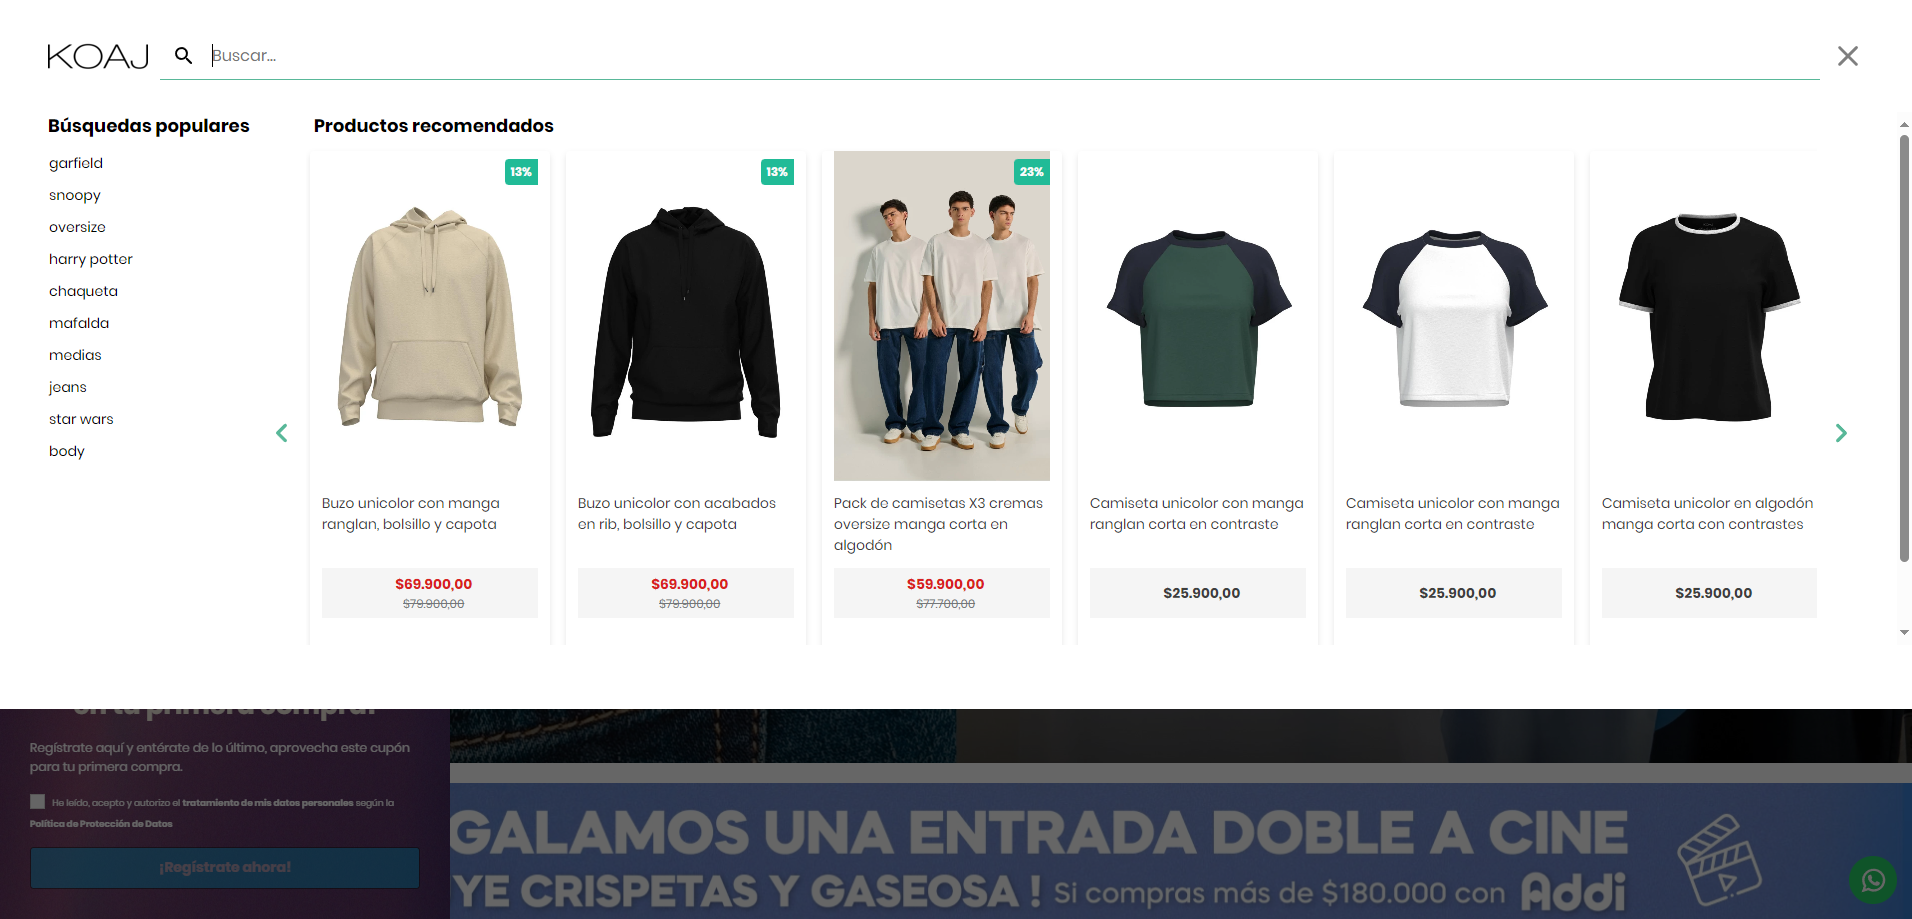 KOAJ
Buscar...
Búsquedas populares
garfield
snoopy
oversize
harry potter
chaqueta
mafalda
medias
jeans
star wars
body
Productos recomendados
13%
13%
23%
Buzo unicolor con manga
ranglan, bolsillo y capota
$69.900,00
$79.900,00
Buzo unicolor con acabados
en rib, bolsillo y capota
$69.900,00
$79.900,00
Pack de camisetas X3 cremas
oversize manga corta en
algodón
$59.900,00
$77.700,00
Camiseta unicolor con manga
ranglan corta en contraste
$25.900,00
Camiseta unicolor con manga
ranglan corta en contraste
$25.900,00
Camiseta unicolor en algodón
manga corta con contrastes
$25.900,00
en tu primera compra!
Regístrate aquí y entérate de lo último, aprovecha este cupón
para tu primera compra.
He leído, acepto y autorizo el tratamiento de mis datos personales según la
Política de Protección de Datos
¡Regístrate ahora!
GALAMOS UNA ENTRADA DOBLE A CINE
YE CRISPETAS Y GASEOSA ! Si compras más de $180.000 con Addi